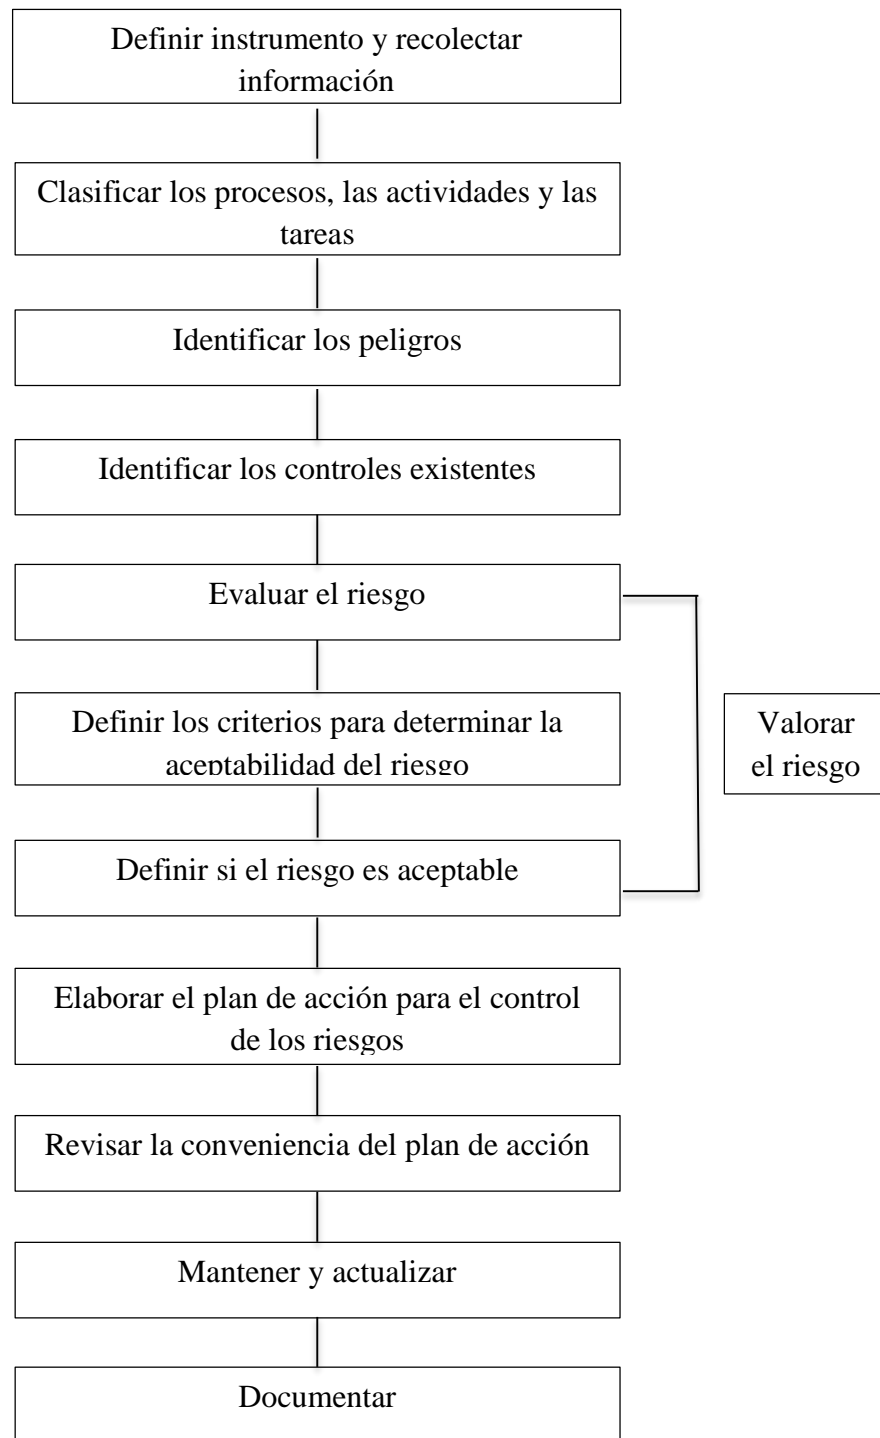 Definir instrumento y recolectar
información
Clasificar los procesos, las actividades y las
tareas
Identificar los peligros
Identificar los controles existentes
Evaluar el riesgo
Definir los criterios para determinar la
aceptabilidad del riesgo
Valorar
el riesgo
Definir si el riesgo es aceptable
Elaborar el plan de acción para el control
de los riesgos
Revisar la conveniencia del plan de acción
Mantener y actualizar
Documentar